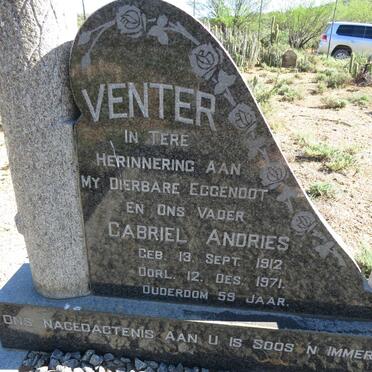 VENTER
IN TERE
HERINNERING AAN
MY DIERBARE EGGENOOT
EN ONS VADER
GABRIEL ANDRIES
GEB. 13. SEPT. 1912
OORL. 12. DES. 1971.
OUDERDOM 59 JAAR.
ONS NAGEDAGTENIS AAN U IS SOOS 'N IMMER